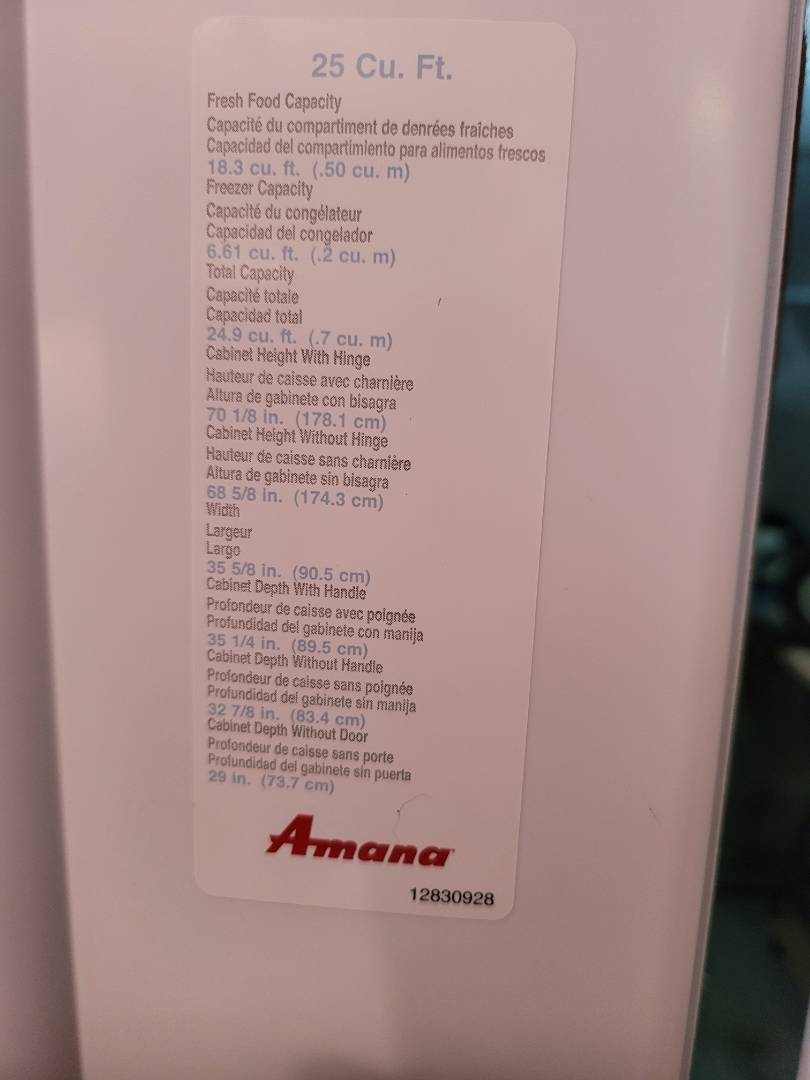 25 Cu. Ft.
Fresh Food Capacity
Capacité du compartiment de denrées fraîches
Capacidad del compartimiento para alimentos frescos
18.3 cu. ft. (.50 cu. m)
Freezer Capacity
Capacité du congélateur
Capacidad del congelador
6.61 cu. ft. (.2 cu. m)
Total Capacity
Capacité totale
Capacidad total
24.9 cu. ft. (.7 cu. m)
Cabinet Height With Hinge
Hauteur de caisse avec charnière
Altura de gabinete con bisagra
70 1/8 in. (178.1 cm)
Cabinet Height Without Hinge
Hauteur de caisse sans charnière
Altura de gabinete sin bisagra
68 5/8 in. (174.3 cm)
Width
Largeur
Largo
35 5/8 in. (90.5 cm)
Cabinet Depth With Handle
Profondeur de caisse avec poignée
Profundidad del gabinete con manija
35 1/4 in. (89.5 cm)
Cabinet Depth Without Handle
Profondeur de caisse sans poignée
Profundidad del gabinete sin manija
32 7/8 in. (83.4 cm)
Cabinet Depth Without Door
Profondeur de caisse sans porte
Profundidad del gabinete sin puerta
29 in. (73.7 cm)
Amana
12830928